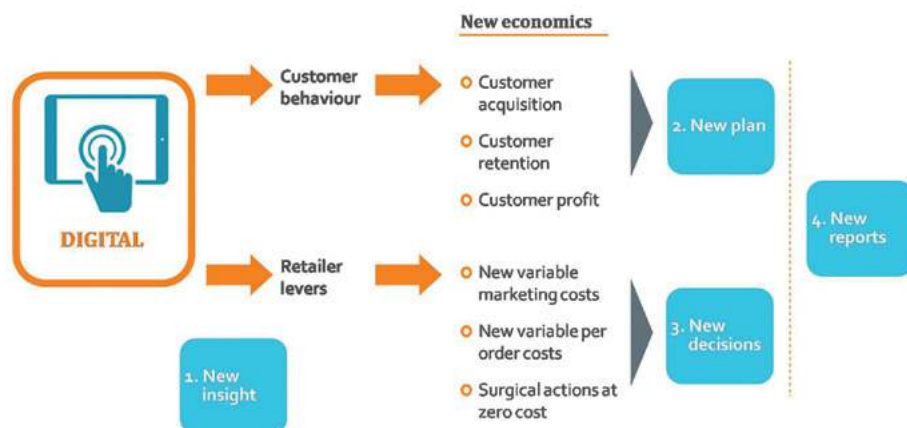 New economics
Customer
behaviour
Customer
acquisition
Customer
retention
Customer profit
2. New plan
DIGITAL
4. New
reports
Retailer
levers
New variable
marketing costs
New variable per
order costs
Surgical actions at
zero cost
3. New
decisions
1. New
insight